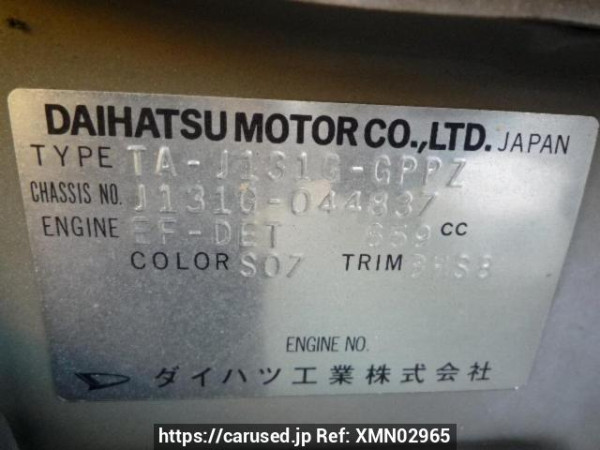 DAIHATSU MOTOR CO.,LTD. JAPAN
TYPE TA-J131G-GPPZ
CHASSIS NO. J131G-044837
ENGINE EF-DET 659 CC
COLOR S07 TRIM
ENGINE NO.
ダイハツ工業株式会社
https://carused.jp Ref: XMN02965